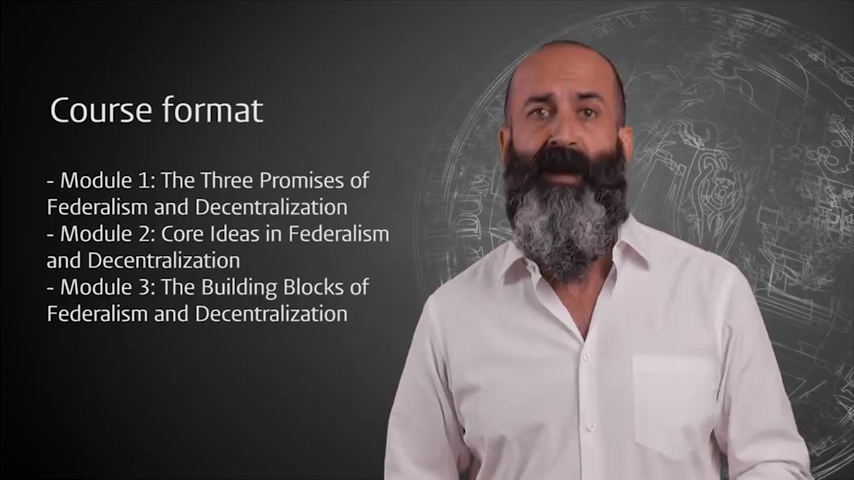 Course format
- Module 1: The Three Promises of
Federalism and Decentralization
- Module 2: Core Ideas in Federalism
and Decentralization
- Module 3: The Building Blocks of
Federalism and Decentralization